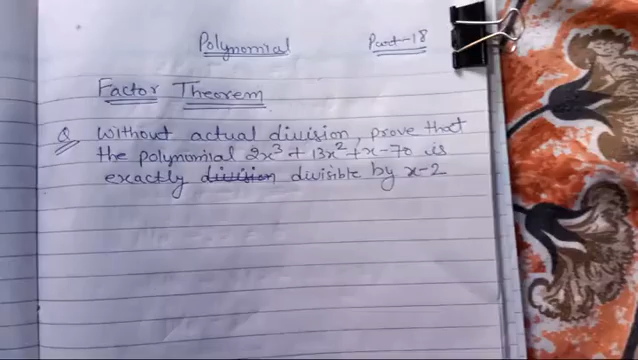 Polynomial Part-18
Factor Theorem
Q Without actual division, prove that
the polynomial 2x³ + 13x² + x - 70 is
exactly division divisible by x-2